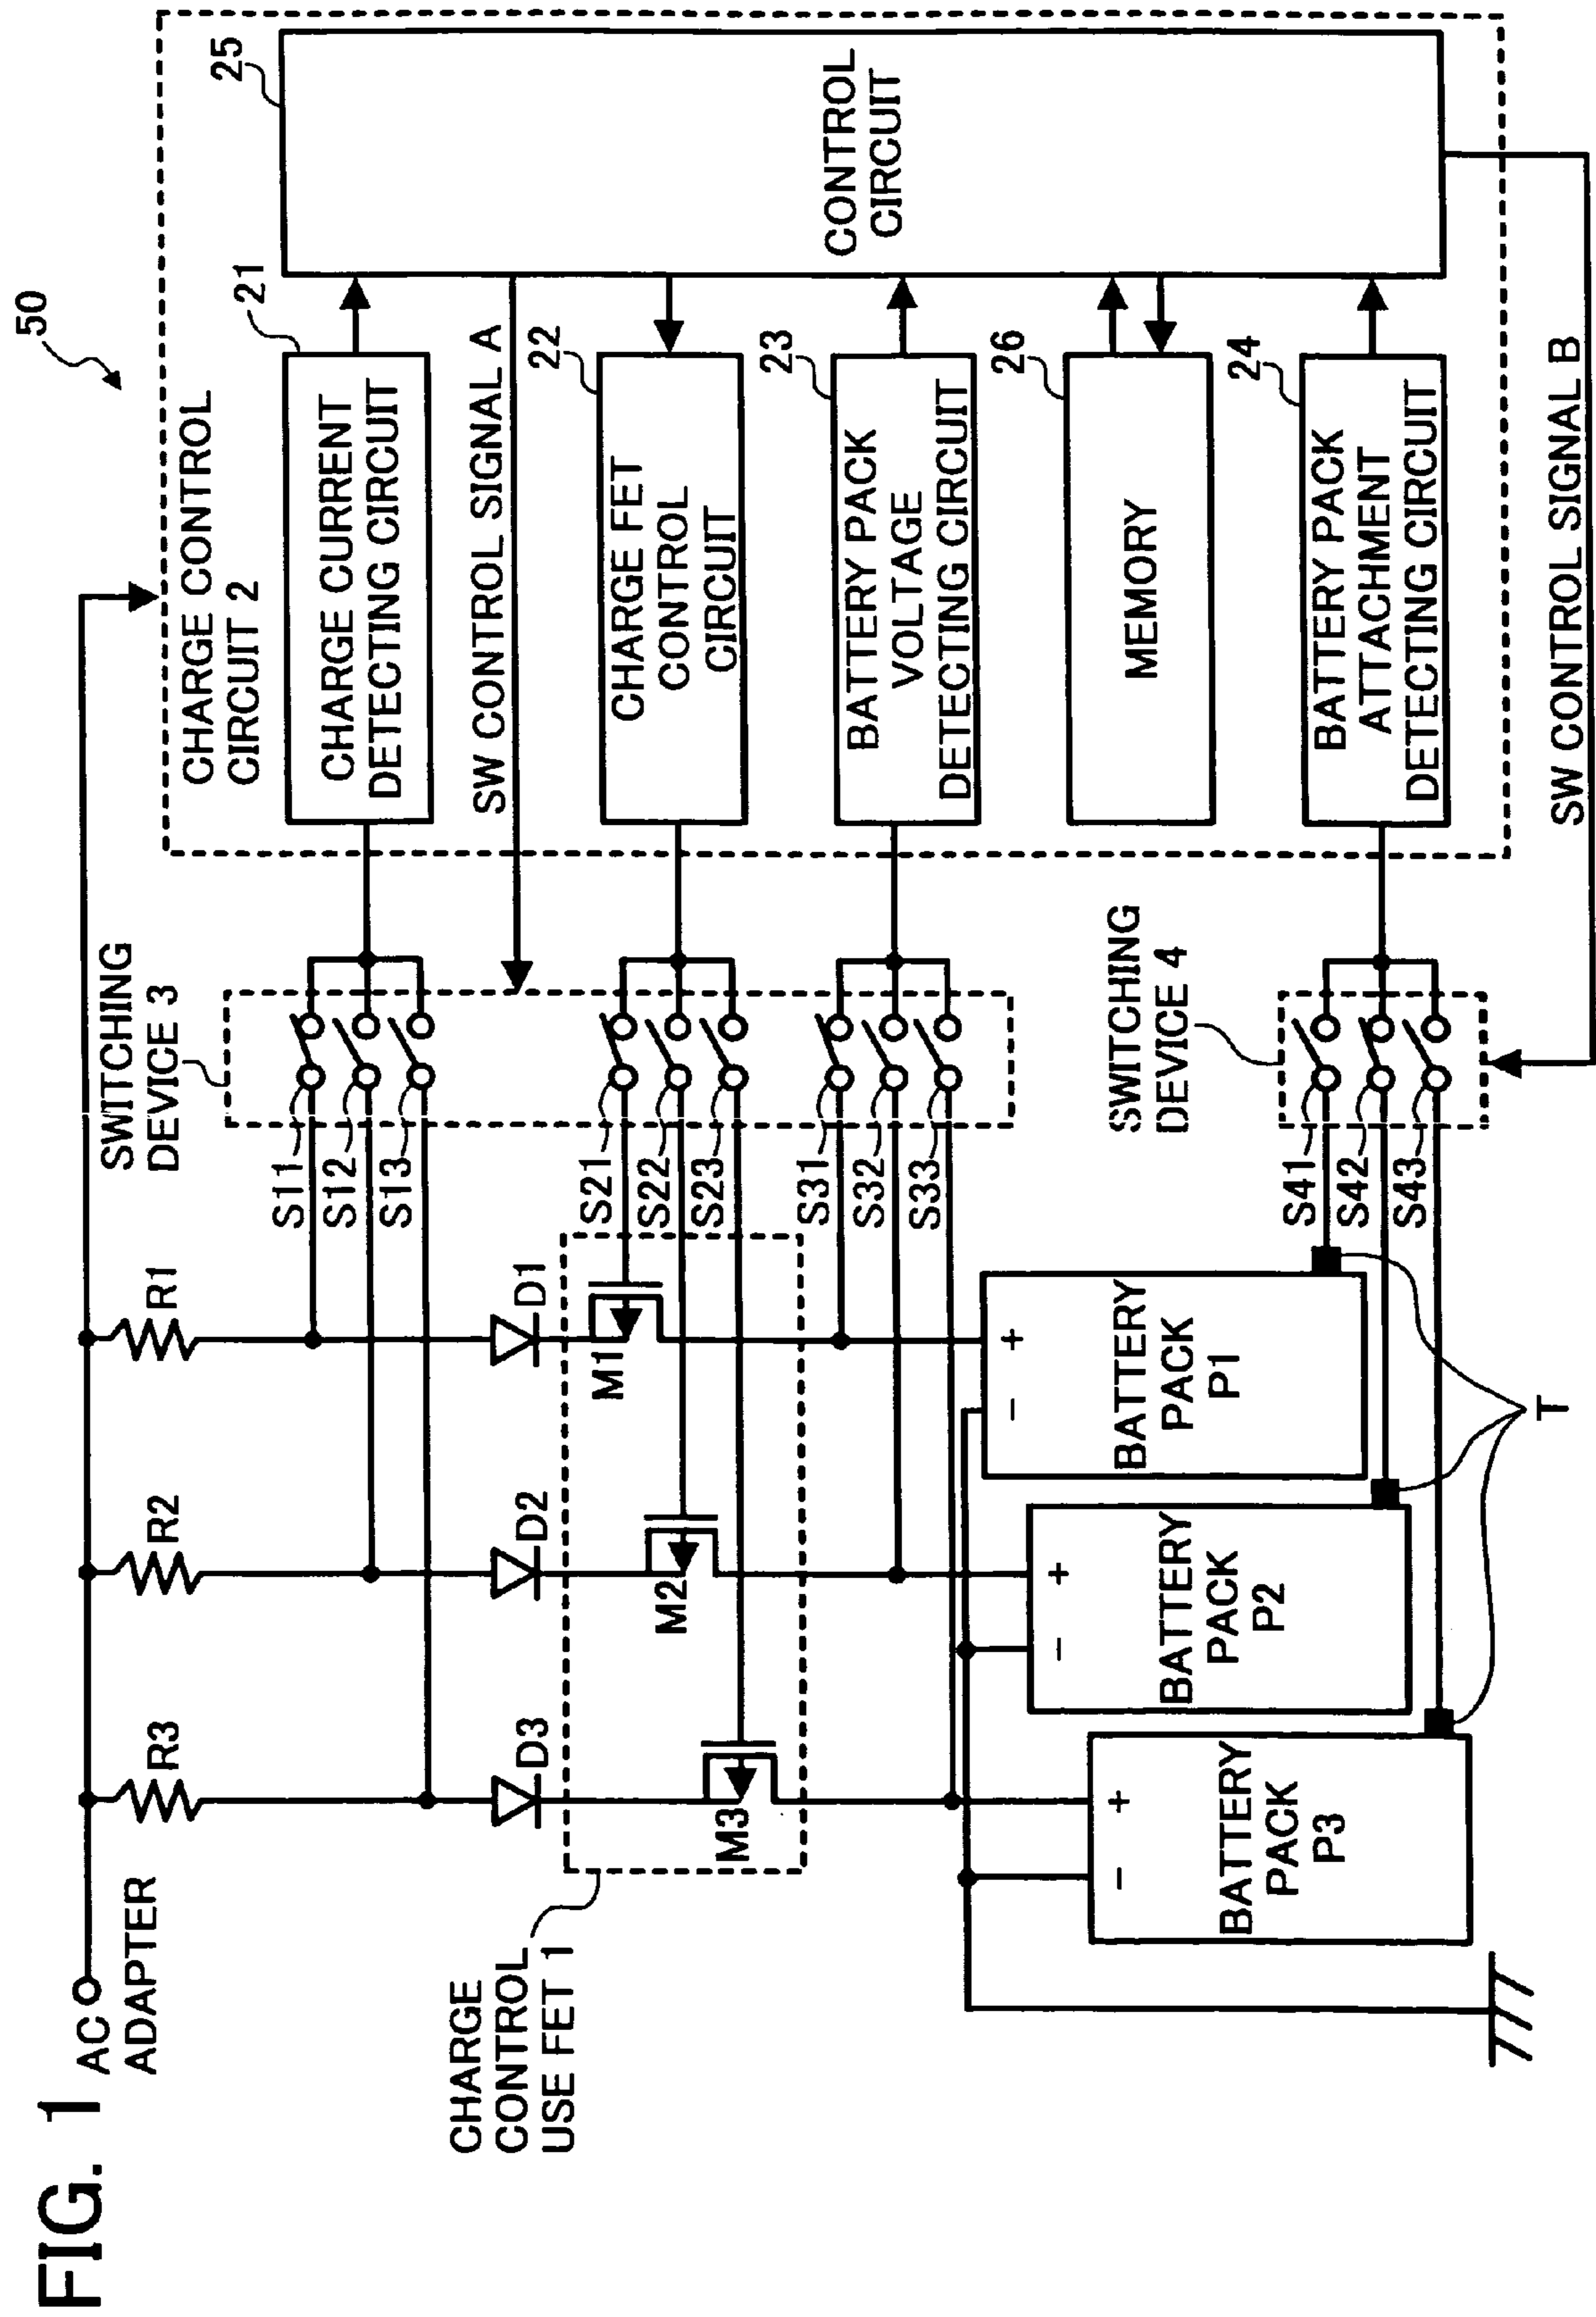 FIG. 1
50
AC
ADAPTER
R3
R2
R1
SWITCHING
DEVICE 3
CHARGE CONTROL
CIRCUIT 2
25
CONTROL
CIRCUIT
21
CHARGE CURRENT
DETECTING CIRCUIT
S11
S12
S13
SW CONTROL SIGNAL A
D3
D2
D1
CHARGE
CONTROL
USE FET 1
M1
M2
M3
S21
S22
S23
22
CHARGE FET
CONTROL
CIRCUIT
S31
S32
S33
23
BATTERY PACK
VOLTAGE
DETECTING CIRCUIT
26
MEMORY
SWITCHING
DEVICE 4
24
BATTERY PACK
ATTACHMENT
DETECTING CIRCUIT
S41
S42
S43
+
−
BATTERY
PACK
P1
+
−
BATTERY
PACK
P2
+
−
BATTERY
PACK
P3
T
SW CONTROL SIGNAL B